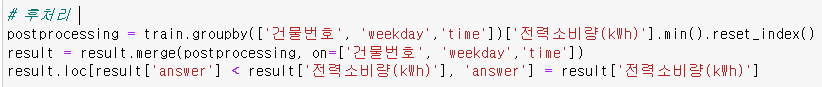 # 후처리
postprocessing = train.groupby(['건물번호', 'weekday','time'])['전력소비량(kWh)'].min().reset_index()
result = result.merge(postprocessing, on=['건물번호', 'weekday','time'])
result.loc[result['answer'] < result['전력소비량(kWh)'], 'answer'] = result['전력소비량(kWh)']